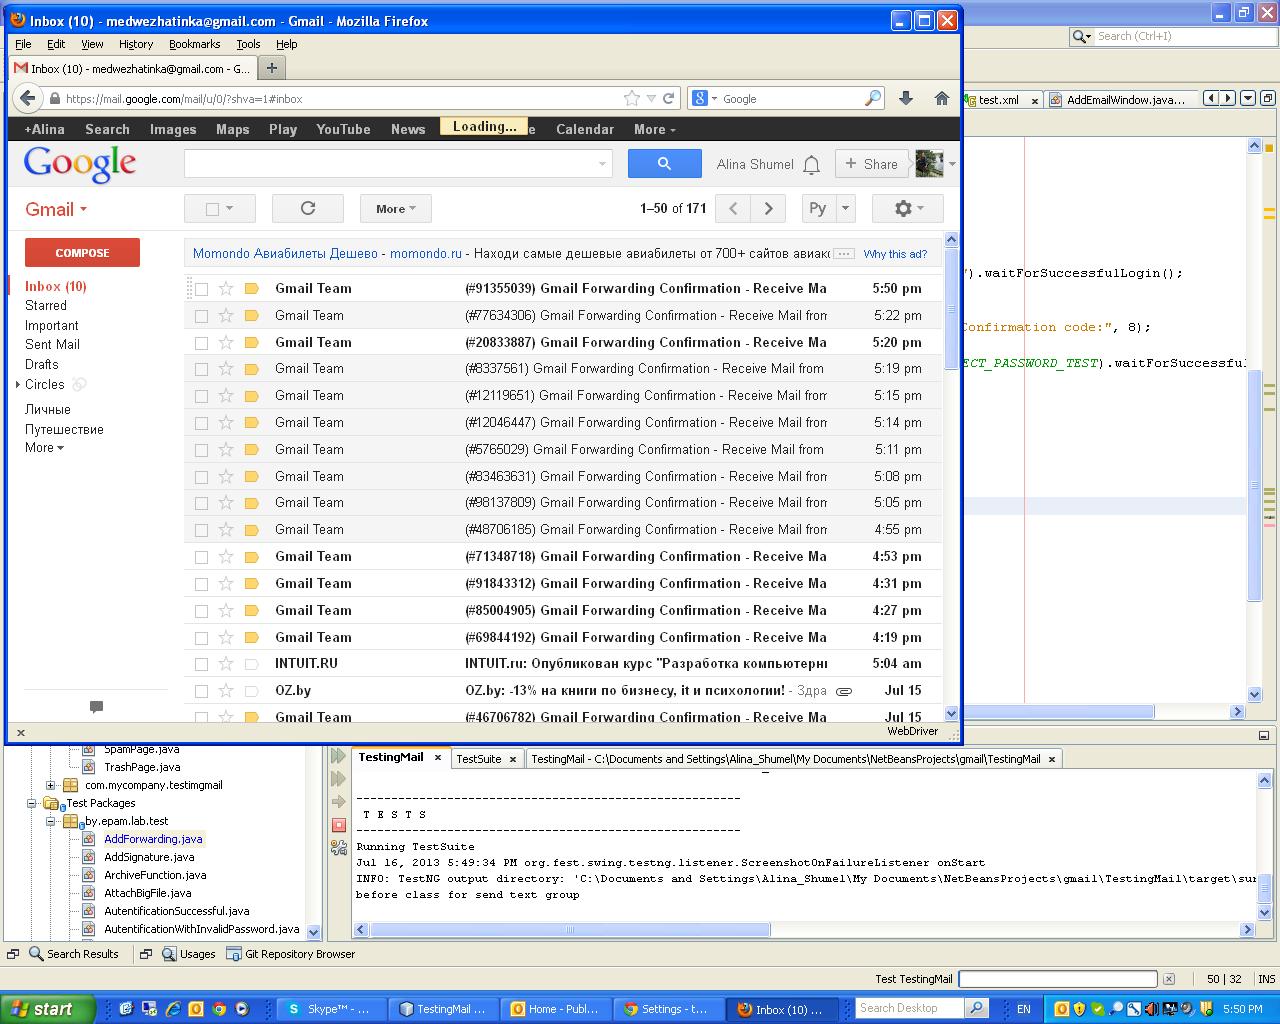 Inbox (10) - medwezhatinka@gmail.com - Gmail - Mozilla Firefox
File Edit View History Bookmarks Tools Help
Inbox (10) - medwezhatinka@gmail.com - G...
https://mail.google.com/mail/u/0/?shva=1#inbox
Google
Search (Ctrl+I)
test.xml
AddEmailWindow.java...
+Alina Search Images Maps Play YouTube News Loading... e Calendar More
Google
Alina Shumel
+ Share
Gmail
More
1–50 of 171
Ру
COMPOSE
Inbox (10)
Starred
Important
Sent Mail
Drafts
Circles
Личные
Путешествие
More
Momondo Авиабилеты Дешево - momondo.ru - Находи самые дешевые авиабилеты от 700+ сайтов авиак Why this ad?
Gmail Team (#91355039) Gmail Forwarding Confirmation - Receive Ma 5:50 pm
Gmail Team (#77634306) Gmail Forwarding Confirmation - Receive Mail from 5:22 pm
Gmail Team (#20833887) Gmail Forwarding Confirmation - Receive Ma 5:20 pm
Gmail Team (#8337561) Gmail Forwarding Confirmation - Receive Mail from 5:19 pm
Gmail Team (#12119651) Gmail Forwarding Confirmation - Receive Mail from 5:15 pm
Gmail Team (#12046447) Gmail Forwarding Confirmation - Receive Mail from 5:14 pm
Gmail Team (#5765029) Gmail Forwarding Confirmation - Receive Mail from 5:11 pm
Gmail Team (#83463631) Gmail Forwarding Confirmation - Receive Mail from 5:08 pm
Gmail Team (#98137809) Gmail Forwarding Confirmation - Receive Mail from 5:05 pm
Gmail Team (#48706185) Gmail Forwarding Confirmation - Receive Mail from 4:55 pm
Gmail Team (#71348718) Gmail Forwarding Confirmation - Receive Ma 4:53 pm
Gmail Team (#91843312) Gmail Forwarding Confirmation - Receive Ma 4:31 pm
Gmail Team (#85004905) Gmail Forwarding Confirmation - Receive Ma 4:27 pm
Gmail Team (#69844192) Gmail Forwarding Confirmation - Receive Ma 4:19 pm
INTUIT.RU INTUIT.ru: Опубликован курс "Разработка компьютерн 5:04 am
OZ.by OZ.by: -13% на книги по бизнесу, it и психологии! - Здра Jul 15
Gmail Team (#46706782) Gmail Forwarding Confirmation - Receive Ma Jul 15
WebDriver
).waitForSuccessfulLogin();
Confirmation code:", 8);
ECT_PASSWORD_TEST).waitForSuccessful
SpamPage.java
TrashPage.java
com.mycompany.testimgmail
Test Packages
by.epam.lab.test
AddForwarding.java
AddSignature.java
ArchiveFunction.java
AttachBigFile.java
AutentificationSuccessful.java
AutentificationWithInvalidPassword.java
TestingMail TestSuite TestingMail - C:\Documents and Settings\Alina_Shumel\My Documents\NetBeansProjects\gmail\TestingMail
-------------------------------------------------------
T E S T S
-------------------------------------------------------
Running TestSuite
Jul 16, 2013 5:49:34 PM org.fest.swing.testng.listener.ScreenshotOnFailureListener onStart
INFO: TestNG output directory: 'C:\Documents and Settings\Alina_Shumel\My Documents\NetBeansProjects\gmail\TestingMail\target\sur
before class for send text group
Search Results Usages Git Repository Browser
Test TestingMail 50 | 32 INS
start Skype™ - ... TestingMail ... Home - Publ... Settings - t... Inbox (10) ... Search Desktop EN 5:50 PM